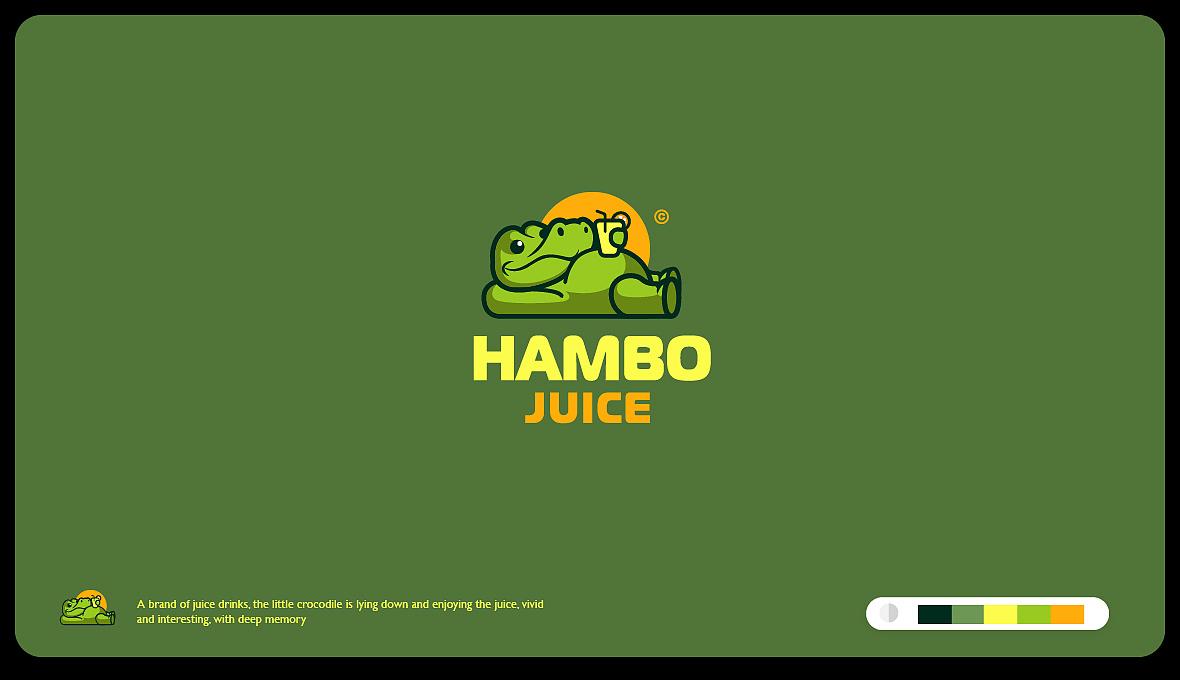 ©
HAMBO
JUICE
A brand of juice drinks, the little crocodile is lying down and enjoying the juice, vivid
and interesting, with deep memory